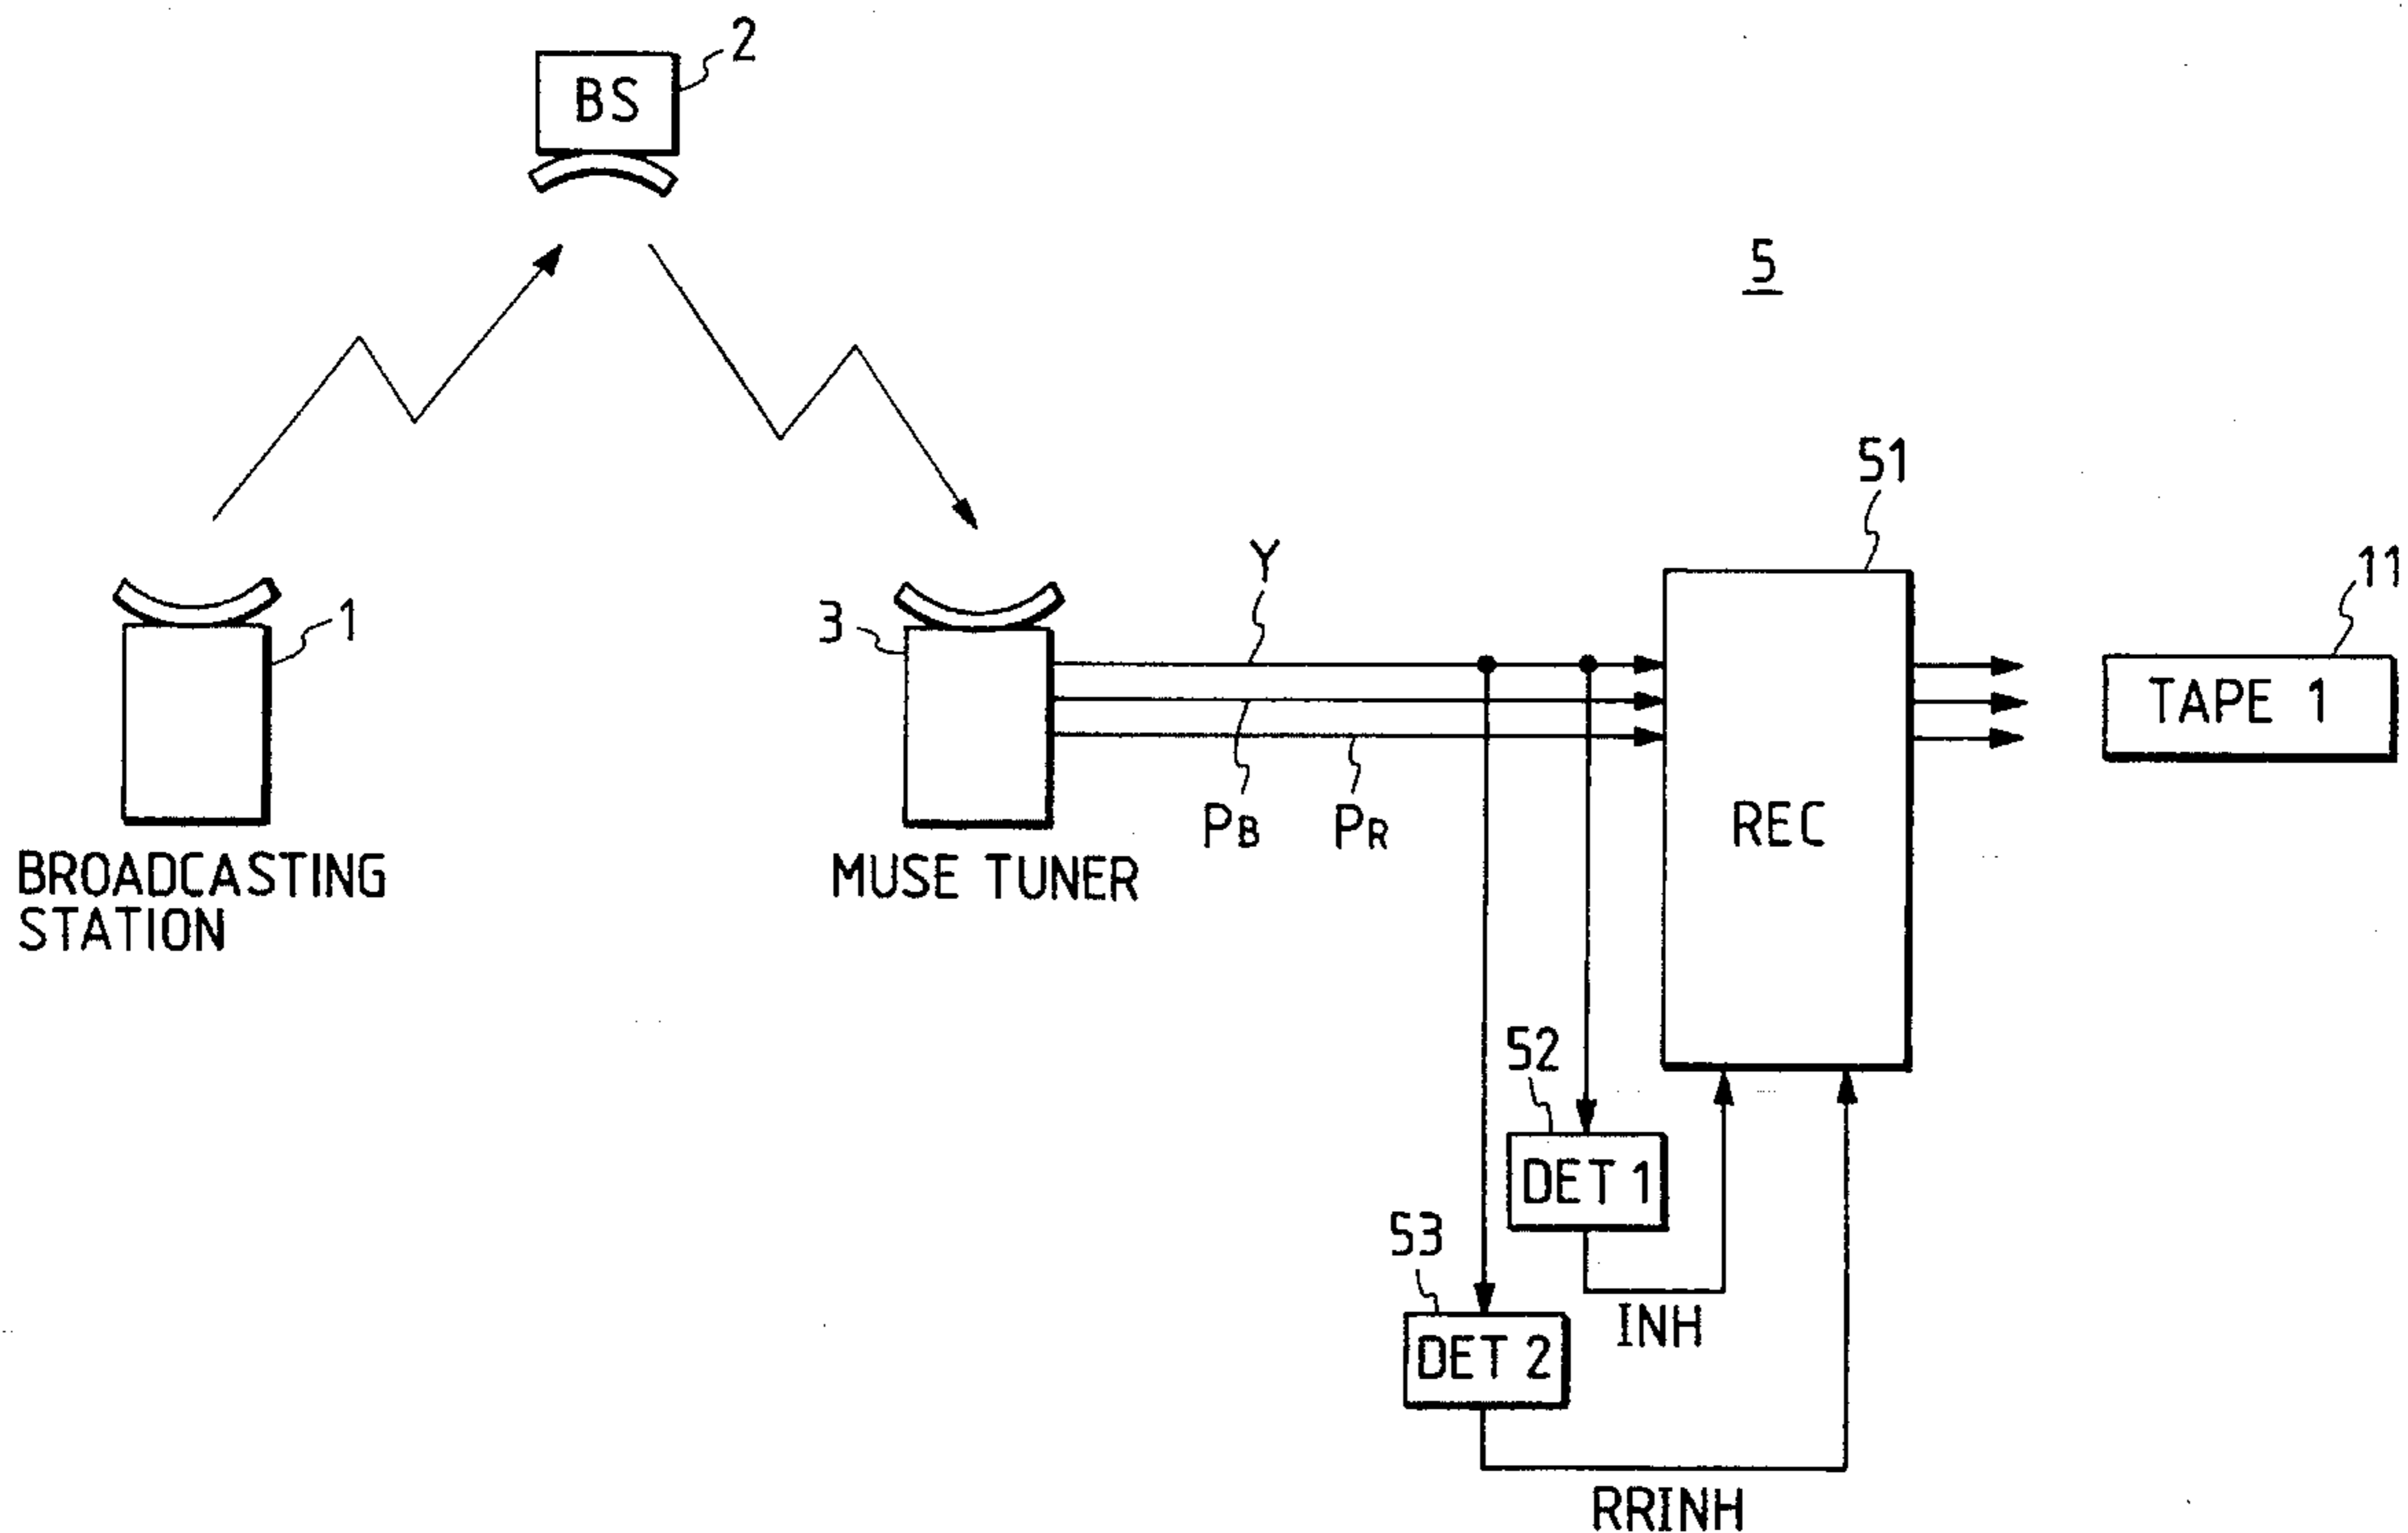 BS
2
5
51
11
Y
1
3
TAPE 1
PB
PR
REC
BROADCASTING
STATION
MUSE TUNER
52
DET 1
53
INH
DET 2
RRINH